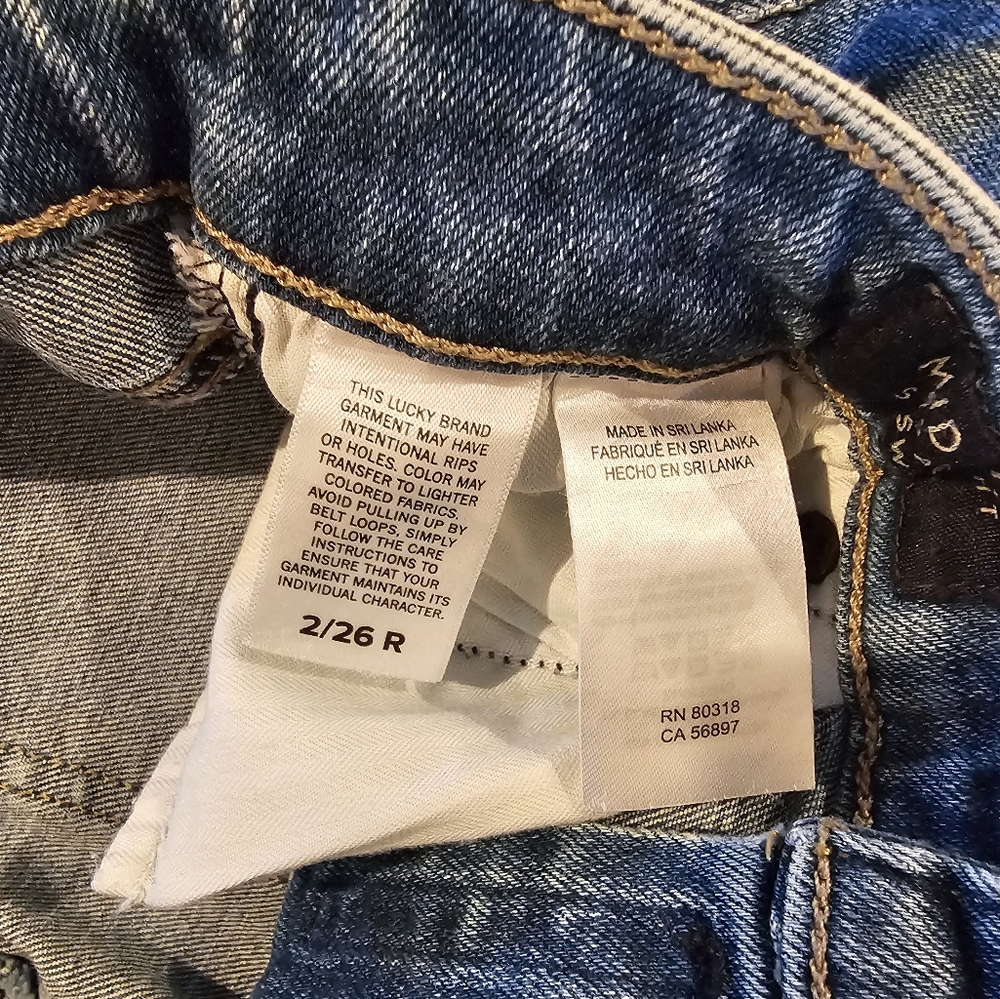 THIS LUCKY BRAND
GARMENT MAY HAVE
INTENTIONAL RIPS
OR HOLES. COLOR MAY
TRANSFER TO LIGHTER
COLORED FABRICS.
AVOID PULLING UP BY
BELT LOOPS, SIMPLY
FOLLOW THE CARE
INSTRUCTIONS TO
ENSURE THAT YOUR
GARMENT MAINTAINS ITS
INDIVIDUAL CHARACTER.
2/26 R
MADE IN SRI LANKA
FABRIQUÉ EN SRI LANKA
HECHO EN SRI LANKA
RN 80318
CA 56897